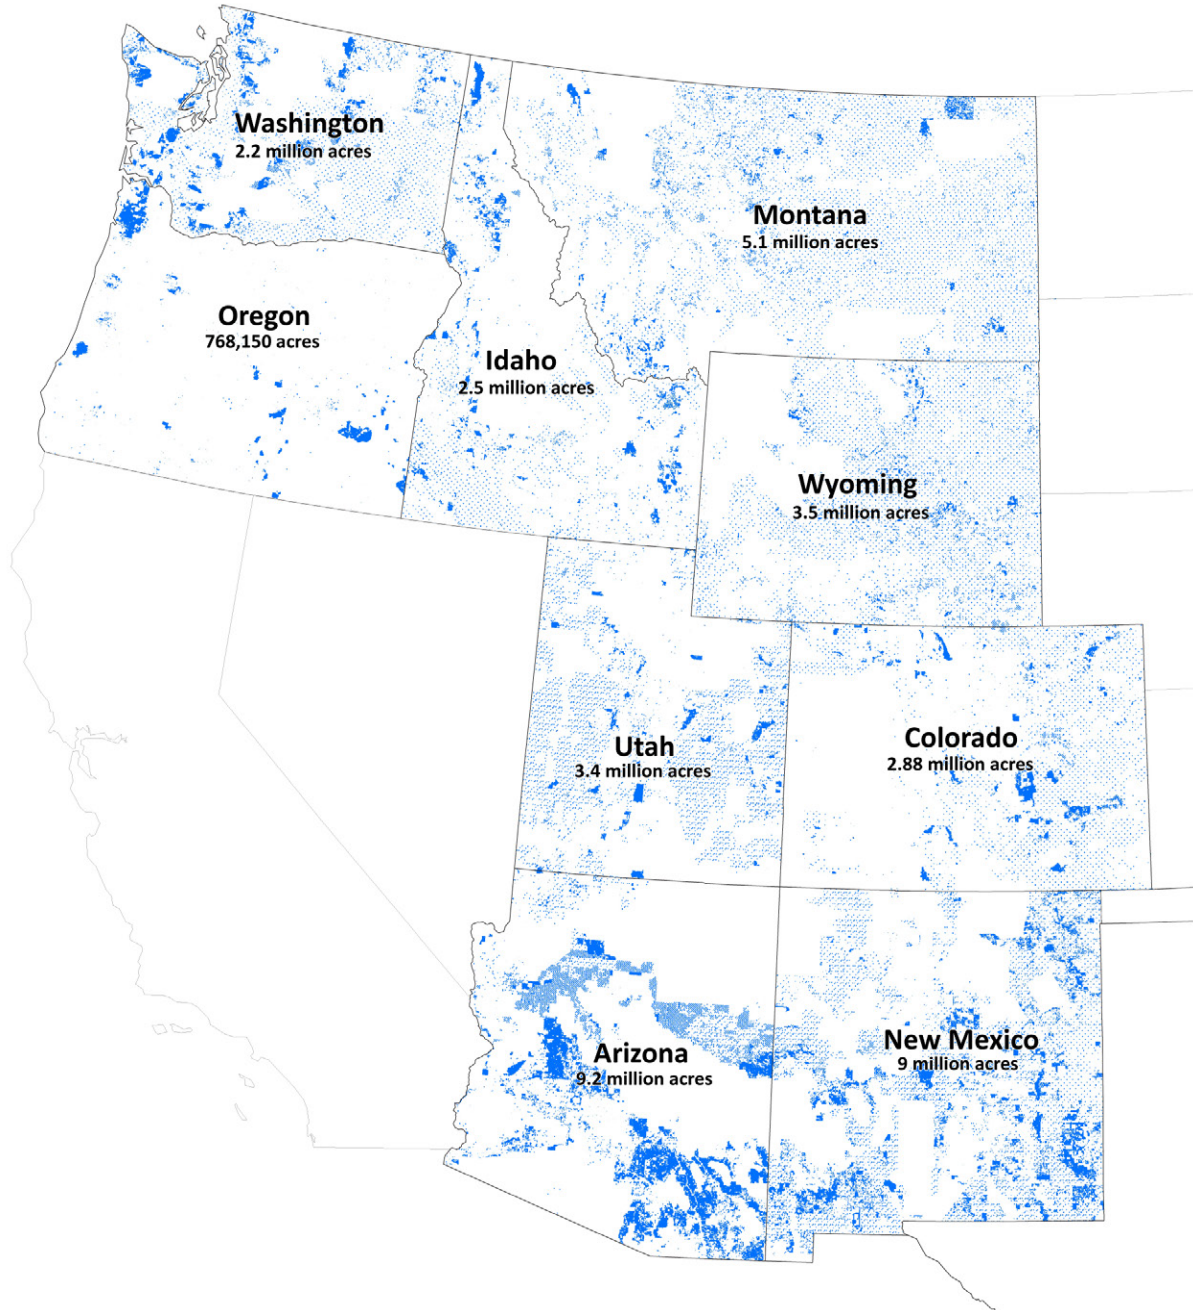 Washington
2.2 million acres
Montana
5.1 million acres
Oregon
768,150 acres
Idaho
2.5 million acres
Wyoming
3.5 million acres
Utah
3.4 million acres
Colorado
2.88 million acres
Arizona
9.2 million acres
New Mexico
9 million acres